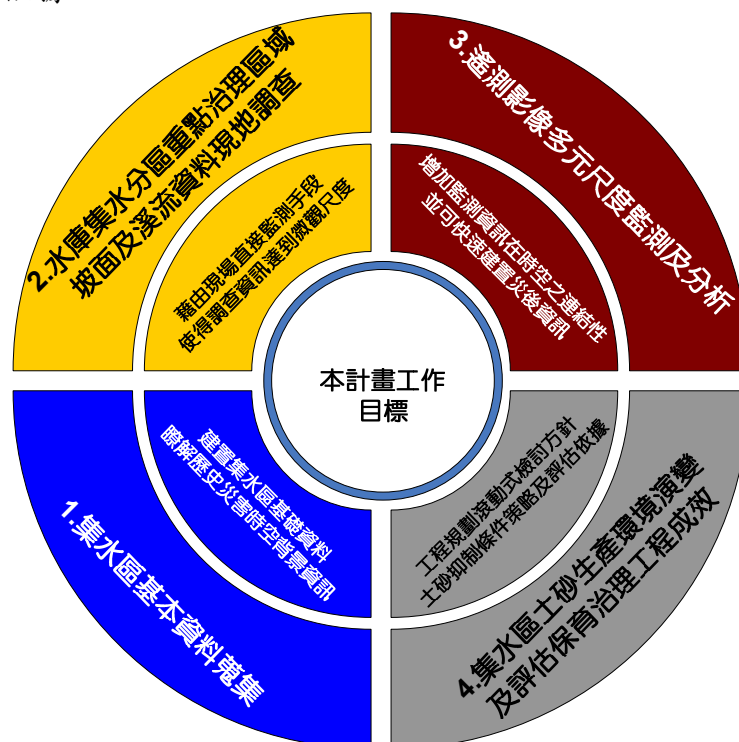 2.水庫集水分區重點治理區域
坡面及溪流資料現地調查
藉由現場直接監測手段
使得調查資訊達到微觀尺度
3.遙測影像多元尺度監測及分析
增加監測資訊在時空之連結性
並可快速建置災後資訊
本計畫工作
目標
建置集水區基礎資料
瞭解歷史災害時空背景資訊
1.集水區基本資料蒐集
工程規劃滾動式檢討方針
土砂抑制條件策略及評估依據
4.集水區土砂生產環境演變
及評估保育治理工程成效